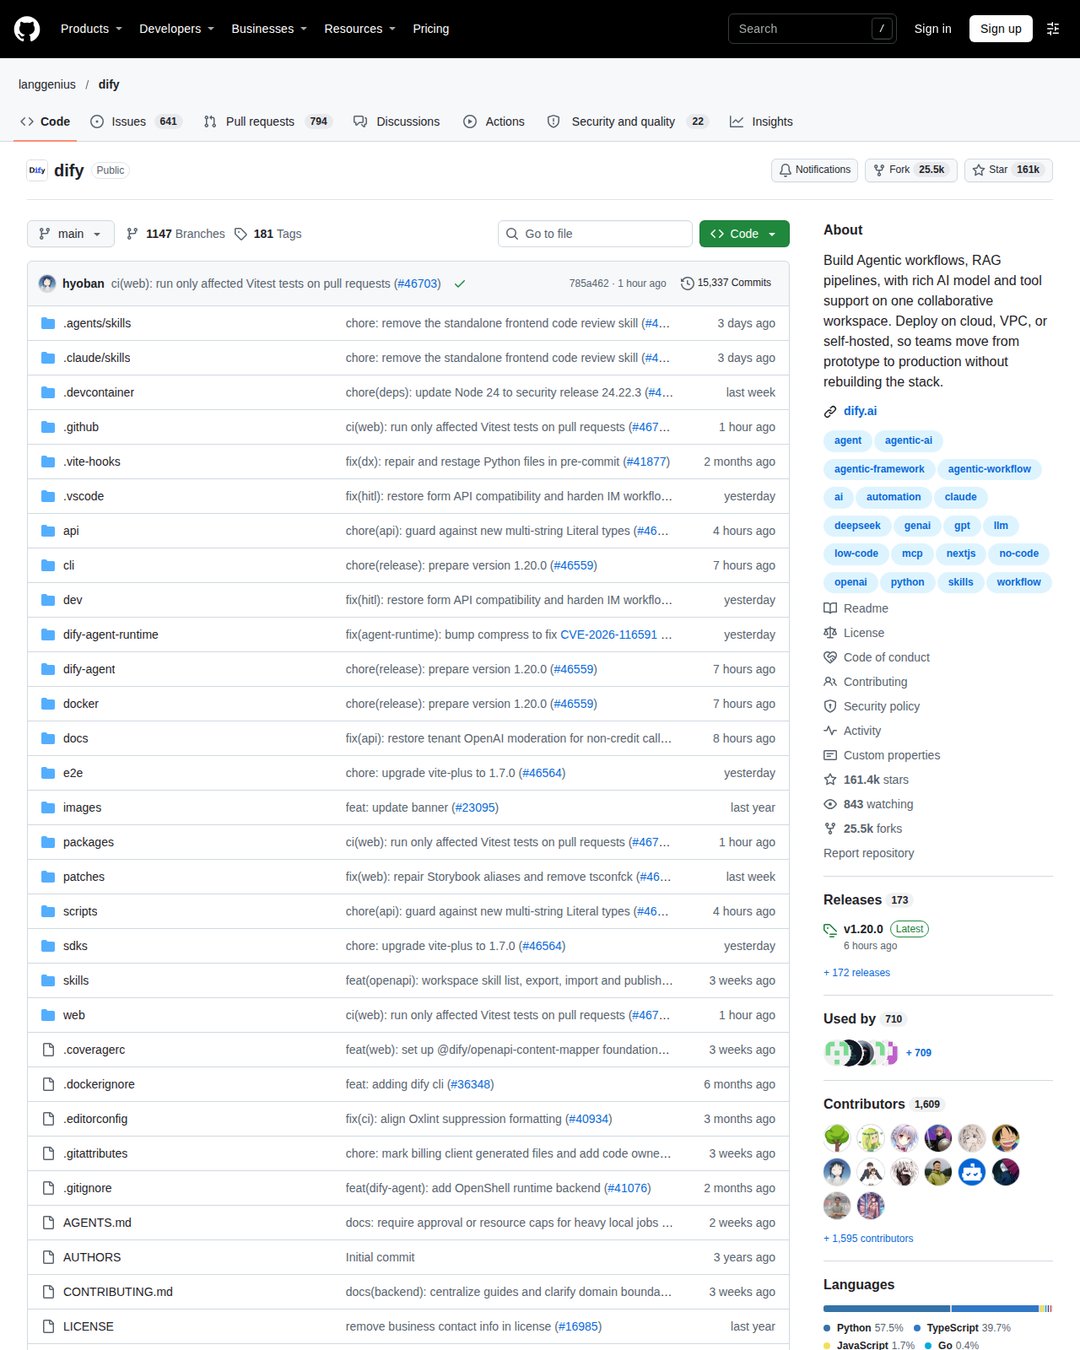 Products Developers Businesses Resources Pricing Search / Sign in Sign up
langgenius / dify
Code Issues 641 Pull requests 794 Discussions Actions Security and quality 22 Insights
Dify dify Public Notifications Fork 25.5k Star 161k
main 1147 Branches 181 Tags Go to file Code
hyoban ci(web): run only affected Vitest tests on pull requests (#46703) 785a462 · 1 hour ago 15,337 Commits
.agents/skills chore: remove the standalone frontend code review skill (#4… 3 days ago
.claude/skills chore: remove the standalone frontend code review skill (#4… 3 days ago
.devcontainer chore(deps): update Node 24 to security release 24.22.3 (#4… last week
.github ci(web): run only affected Vitest tests on pull requests (#467… 1 hour ago
.vite-hooks fix(dx): repair and restage Python files in pre-commit (#41877) 2 months ago
.vscode fix(hitl): restore form API compatibility and harden IM workflo… yesterday
api chore(api): guard against new multi-string Literal types (#46… 4 hours ago
cli chore(release): prepare version 1.20.0 (#46559) 7 hours ago
dev fix(hitl): restore form API compatibility and harden IM workflo… yesterday
dify-agent-runtime fix(agent-runtime): bump compress to fix CVE-2026-116591 … yesterday
dify-agent chore(release): prepare version 1.20.0 (#46559) 7 hours ago
docker chore(release): prepare version 1.20.0 (#46559) 7 hours ago
docs fix(api): restore tenant OpenAI moderation for non-credit call… 8 hours ago
e2e chore: upgrade vite-plus to 1.7.0 (#46564) yesterday
images feat: update banner (#23095) last year
packages ci(web): run only affected Vitest tests on pull requests (#467… 1 hour ago
patches fix(web): repair Storybook aliases and remove tsconfck (#46… last week
scripts chore(api): guard against new multi-string Literal types (#46… 4 hours ago
sdks chore: upgrade vite-plus to 1.7.0 (#46564) yesterday
skills feat(openapi): workspace skill list, export, import and publish… 3 weeks ago
web ci(web): run only affected Vitest tests on pull requests (#467… 1 hour ago
.coveragerc feat(web): set up @dify/openapi-content-mapper foundation… 3 weeks ago
.dockerignore feat: adding dify cli (#36348) 6 months ago
.editorconfig fix(ci): align Oxlint suppression formatting (#40934) 3 months ago
.gitattributes chore: mark billing client generated files and add code owne… 3 weeks ago
.gitignore feat(dify-agent): add OpenShell runtime backend (#41076) 2 months ago
AGENTS.md docs: require approval or resource caps for heavy local jobs … 2 weeks ago
AUTHORS Initial commit 3 years ago
CONTRIBUTING.md docs(backend): centralize guides and clarify domain bounda… 3 weeks ago
LICENSE remove business contact info in license (#16985) last year
About
Build Agentic workflows, RAG
pipelines, with rich AI model and tool
support on one collaborative
workspace. Deploy on cloud, VPC, or
self-hosted, so teams move from
prototype to production without
rebuilding the stack.
dify.ai
agent agentic-ai
agentic-framework agentic-workflow
ai automation claude
deepseek genai gpt llm
low-code mcp nextjs no-code
openai python skills workflow
Readme
License
Code of conduct
Contributing
Security policy
Activity
Custom properties
161.4k stars
843 watching
25.5k forks
Report repository
Releases 173
v1.20.0 Latest
6 hours ago
+ 172 releases
Used by 710
+ 709
Contributors 1,609
+ 1,595 contributors
Languages
Python 57.5% TypeScript 39.7%
JavaScript 1.7% Go 0.4%